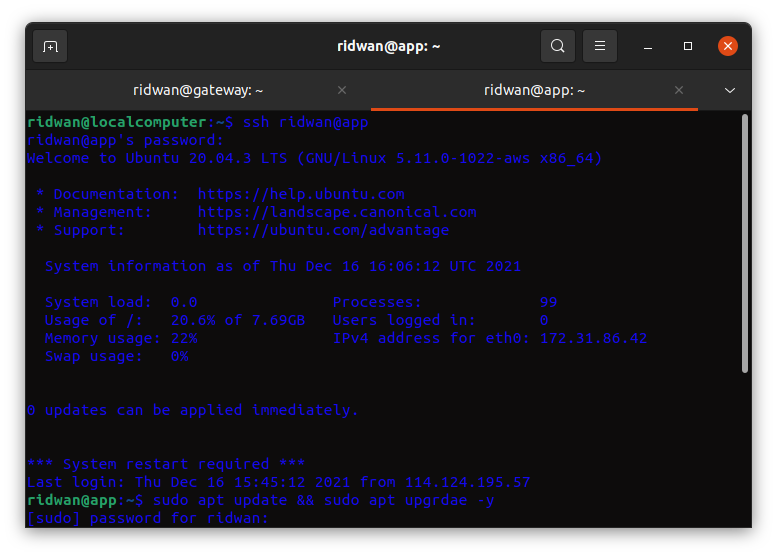 ridwan@app: ~
ridwan@gateway: ~
ridwan@app: ~
ridwan@localcomputer:~$ ssh ridwan@app
ridwan@app's password:
Welcome to Ubuntu 20.04.3 LTS (GNU/Linux 5.11.0-1022-aws x86_64)
* Documentation:  https://help.ubuntu.com
* Management:     https://landscape.canonical.com
* Support:        https://ubuntu.com/advantage
System information as of Thu Dec 16 16:06:12 UTC 2021
System load:  0.0               Processes:             99
Usage of /:   20.6% of 7.69GB   Users logged in:       0
Memory usage: 22%               IPv4 address for eth0: 172.31.86.42
Swap usage:   0%
0 updates can be applied immediately.
*** System restart required ***
Last login: Thu Dec 16 15:45:12 2021 from 114.124.195.57
ridwan@app:~$ sudo apt update && sudo apt upgrdae -y
[sudo] password for ridwan: